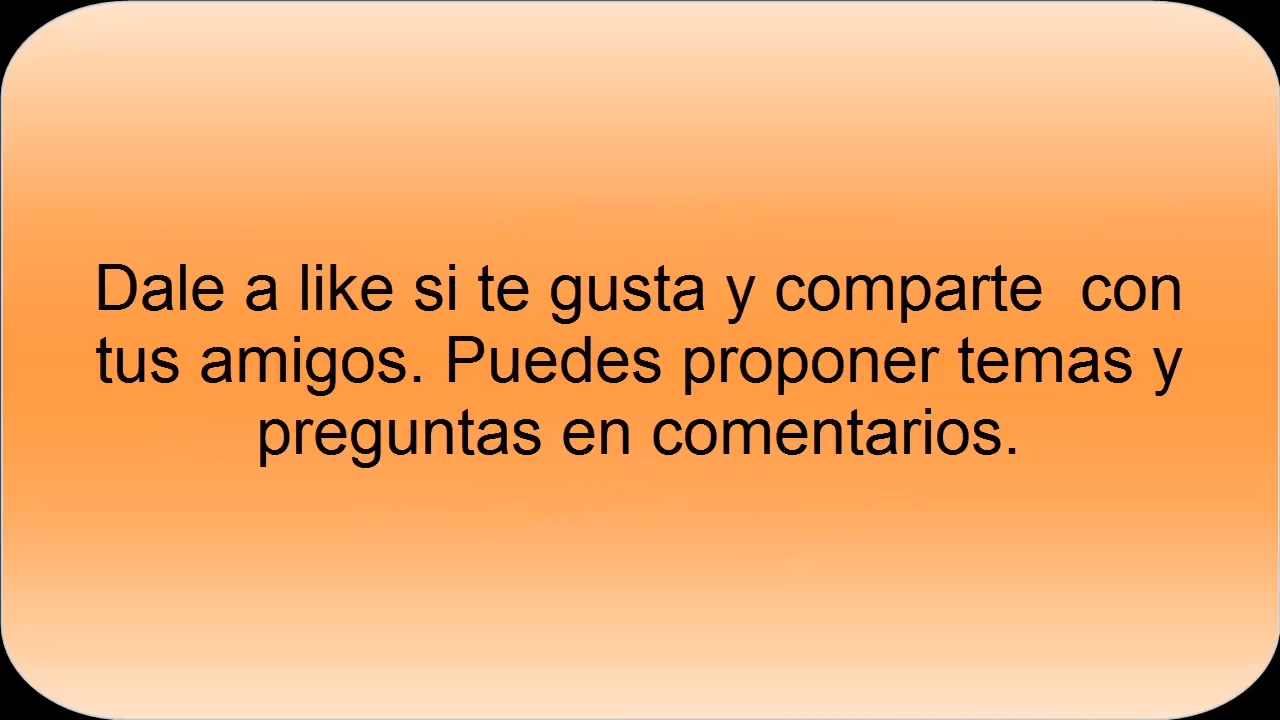 Dale a like si te gusta y comparte  con
tus amigos. Puedes proponer temas y
preguntas en comentarios.